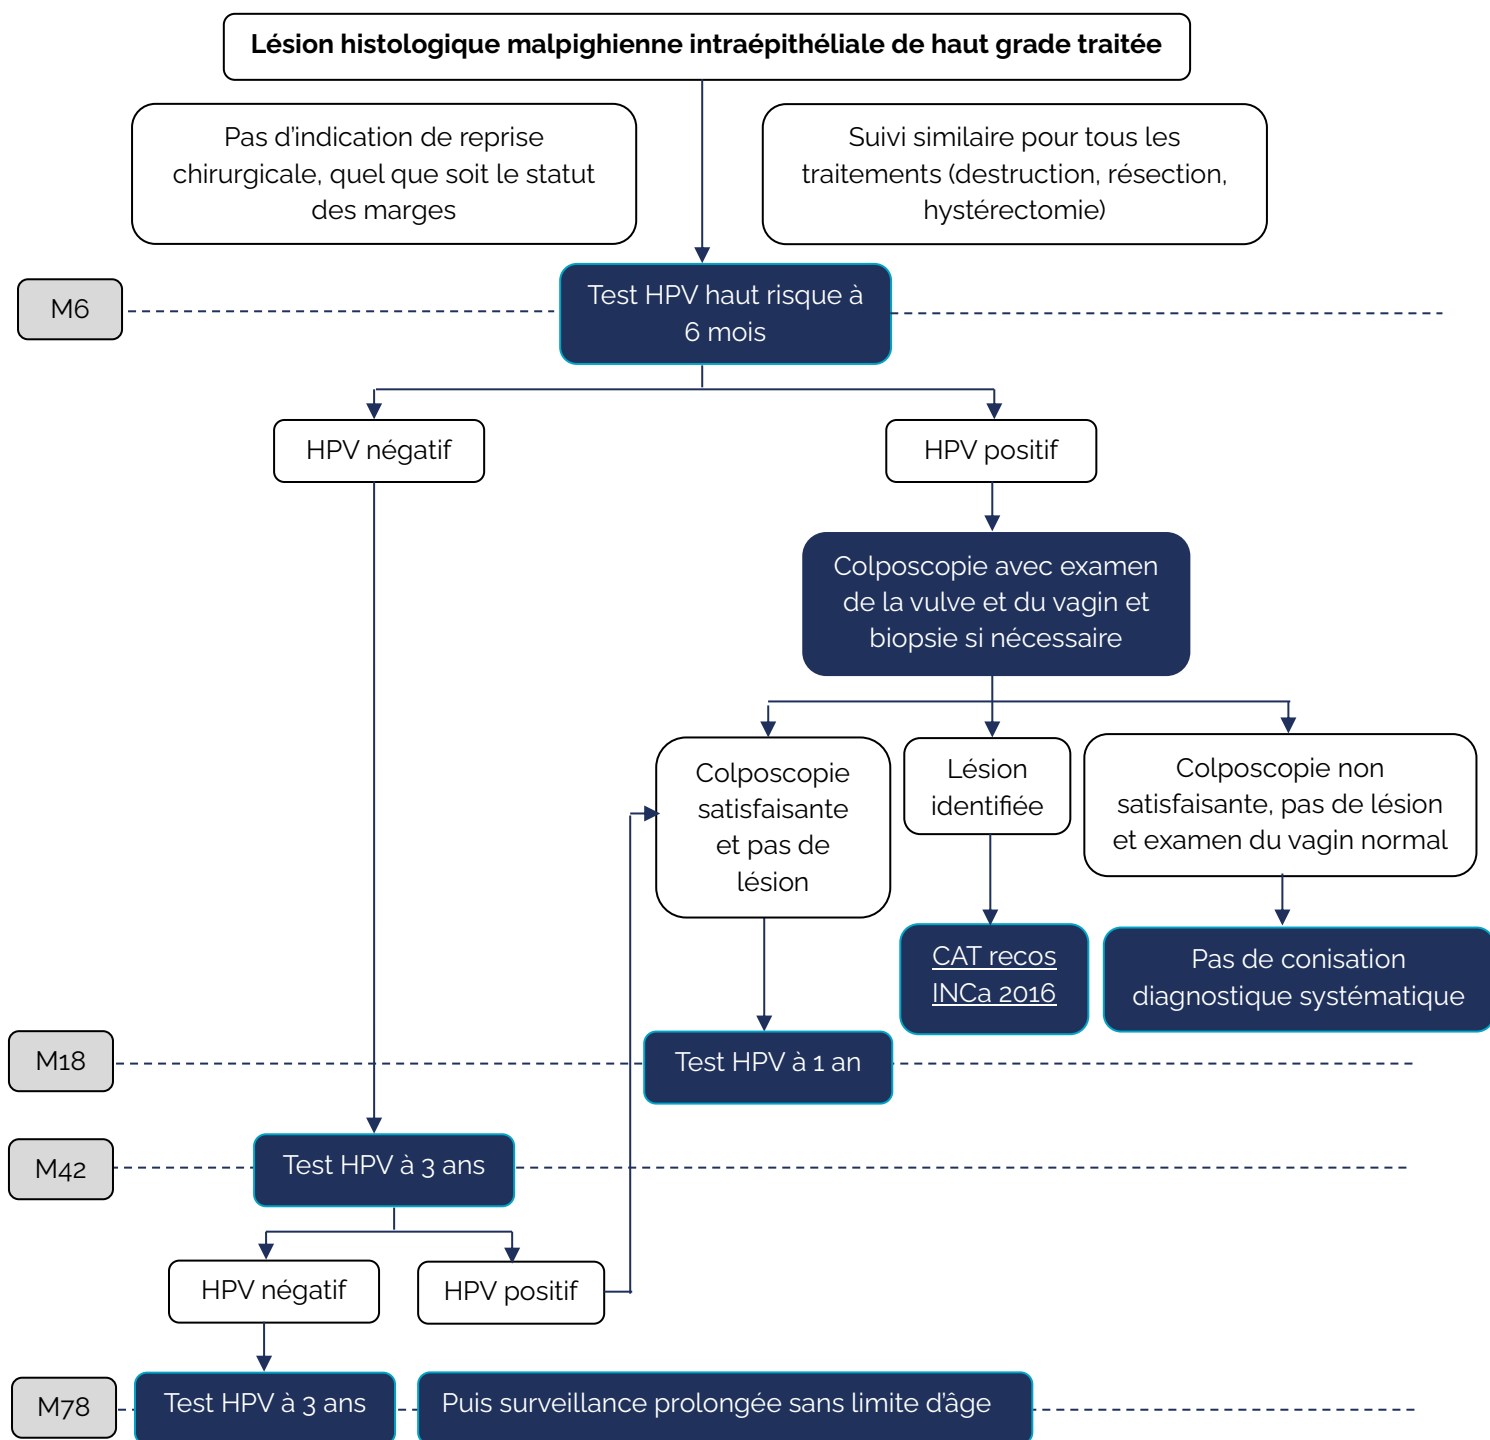 Lésion histologique malpighienne intraépithéliale de haut grade traitée
Pas d'indication de reprise
chirurgicale, quel que soit le statut
des marges
Suivi similaire pour tous les
traitements (destruction, résection,
hystérectomie)
M6
Test HPV haut risque à
6 mois
HPV négatif
HPV positif
Colposcopie avec examen
de la vulve et du vagin et
biopsie si nécessaire
Colposcopie
satisfaisante
et pas de
lésion
Lésion
identifiée
Colposcopie non
satisfaisante, pas de lésion
et examen du vagin normal
CAT recos
INCa 2016
Pas de conisation
diagnostique systématique
M18
Test HPV à 1 an
M42
Test HPV à 3 ans
HPV négatif
HPV positif
M78
Test HPV à 3 ans
Puis surveillance prolongée sans limite d'âge